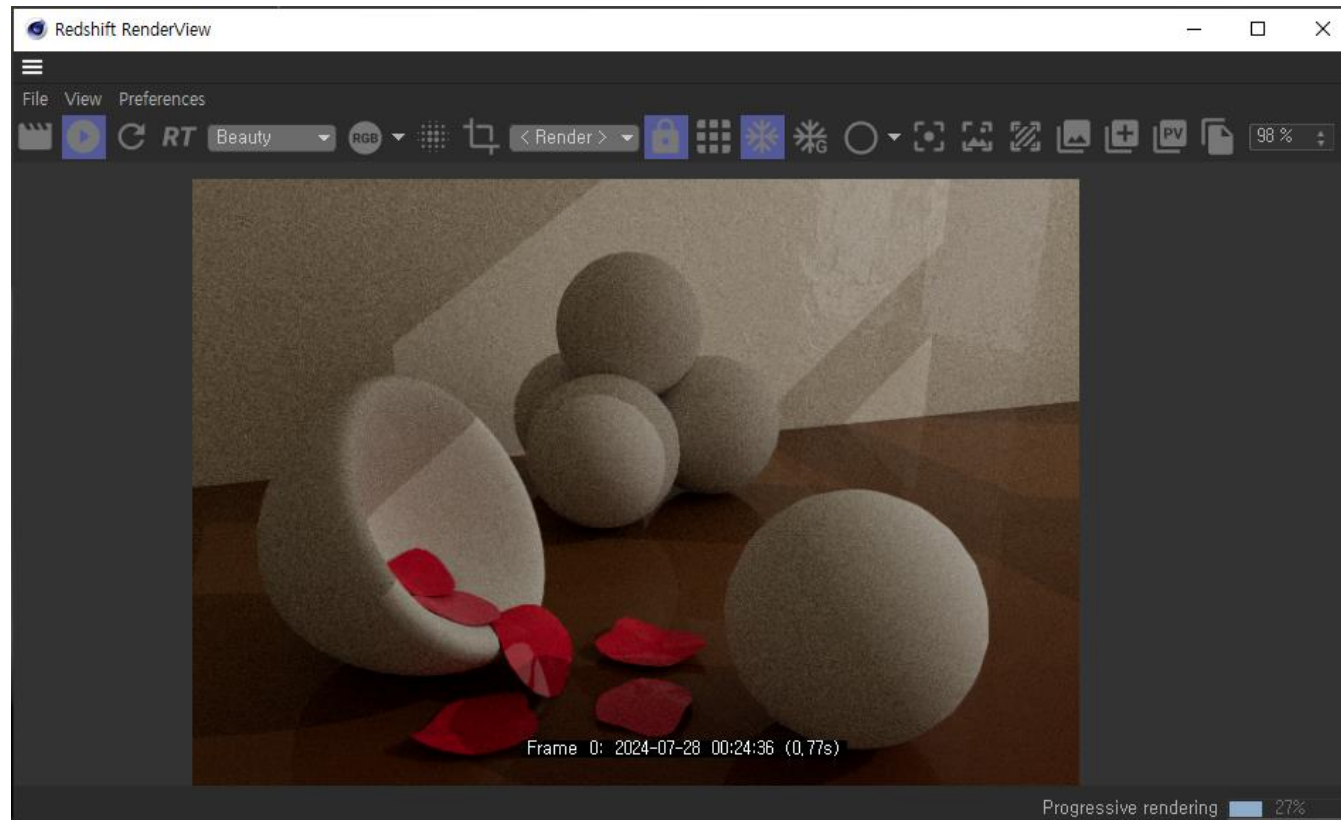 Redshift RenderView
File View Preferences
RT Beauty RGB < Render > G PV 98 %
Frame 0: 2024-07-28 00:24:36 (0,77s)
Progressive rendering 27%